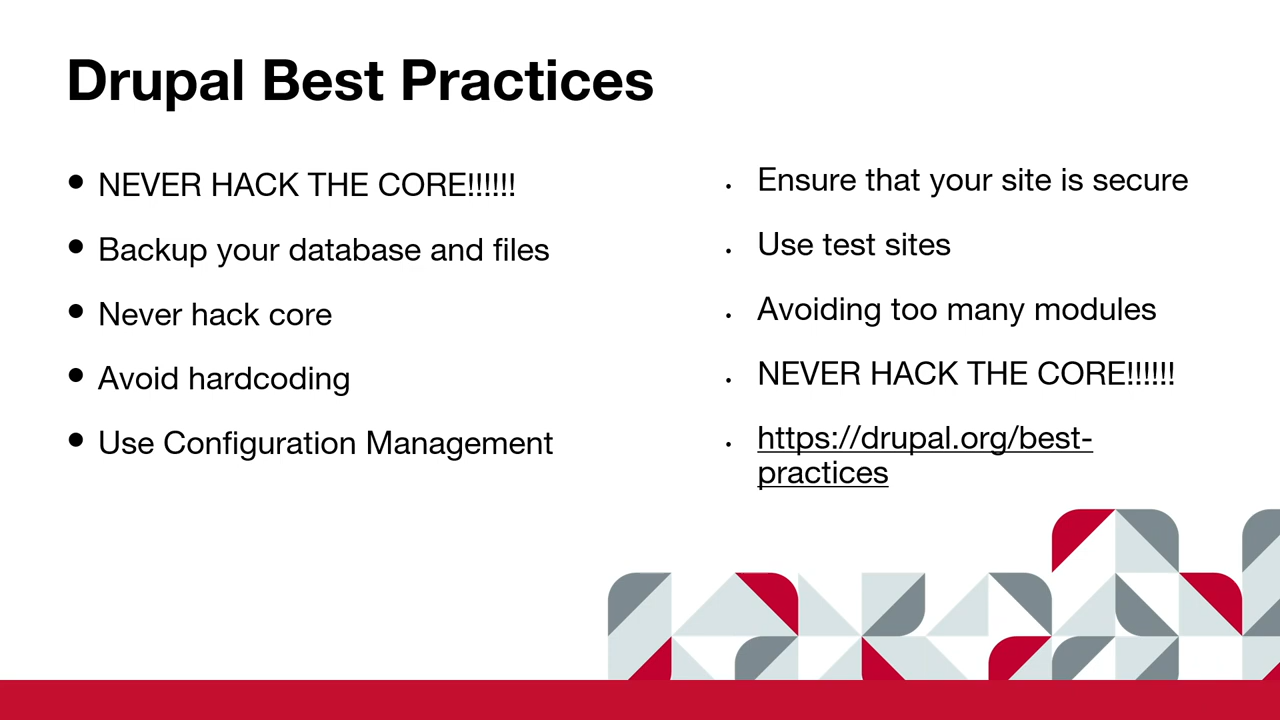 Drupal Best Practices
• NEVER HACK THE CORE!!!!!!
• Backup your database and files
• Never hack core
• Avoid hardcoding
• Use Configuration Management
• Ensure that your site is secure
• Use test sites
• Avoiding too many modules
• NEVER HACK THE CORE!!!!!!
• https://drupal.org/best-
practices